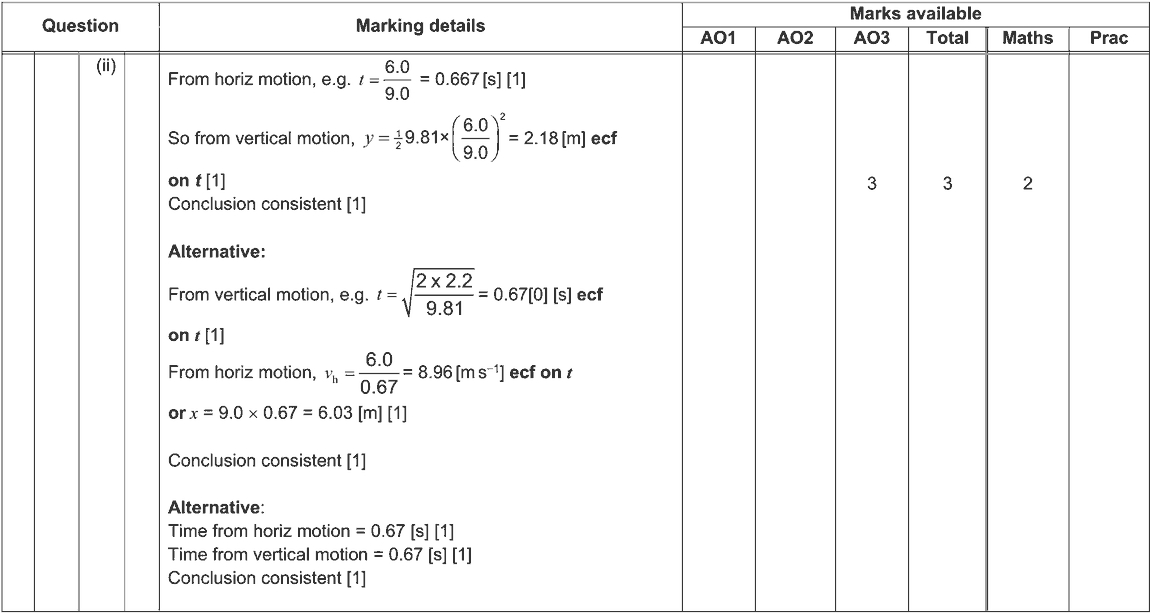 Question Marking details Marks available
AO1 AO2 AO3 Total Maths Prac
(ii) From horiz motion, e.g. t = 6.0/9.0 = 0.667 [s] [1]
So from vertical motion, y = ½9.81×(6.0/9.0)² = 2.18 [m] ecf
on t [1]
3 3 2
Conclusion consistent [1]
Alternative:
From vertical motion, e.g. t = √(2 x 2.2/9.81) = 0.67[0] [s] ecf
on t [1]
From horiz motion, vₕ = 6.0/0.67 = 8.96 [m s⁻¹] ecf on t
or x = 9.0 × 0.67 = 6.03 [m] [1]
Conclusion consistent [1]
Alternative:
Time from horiz motion = 0.67 [s] [1]
Time from vertical motion = 0.67 [s] [1]
Conclusion consistent [1]